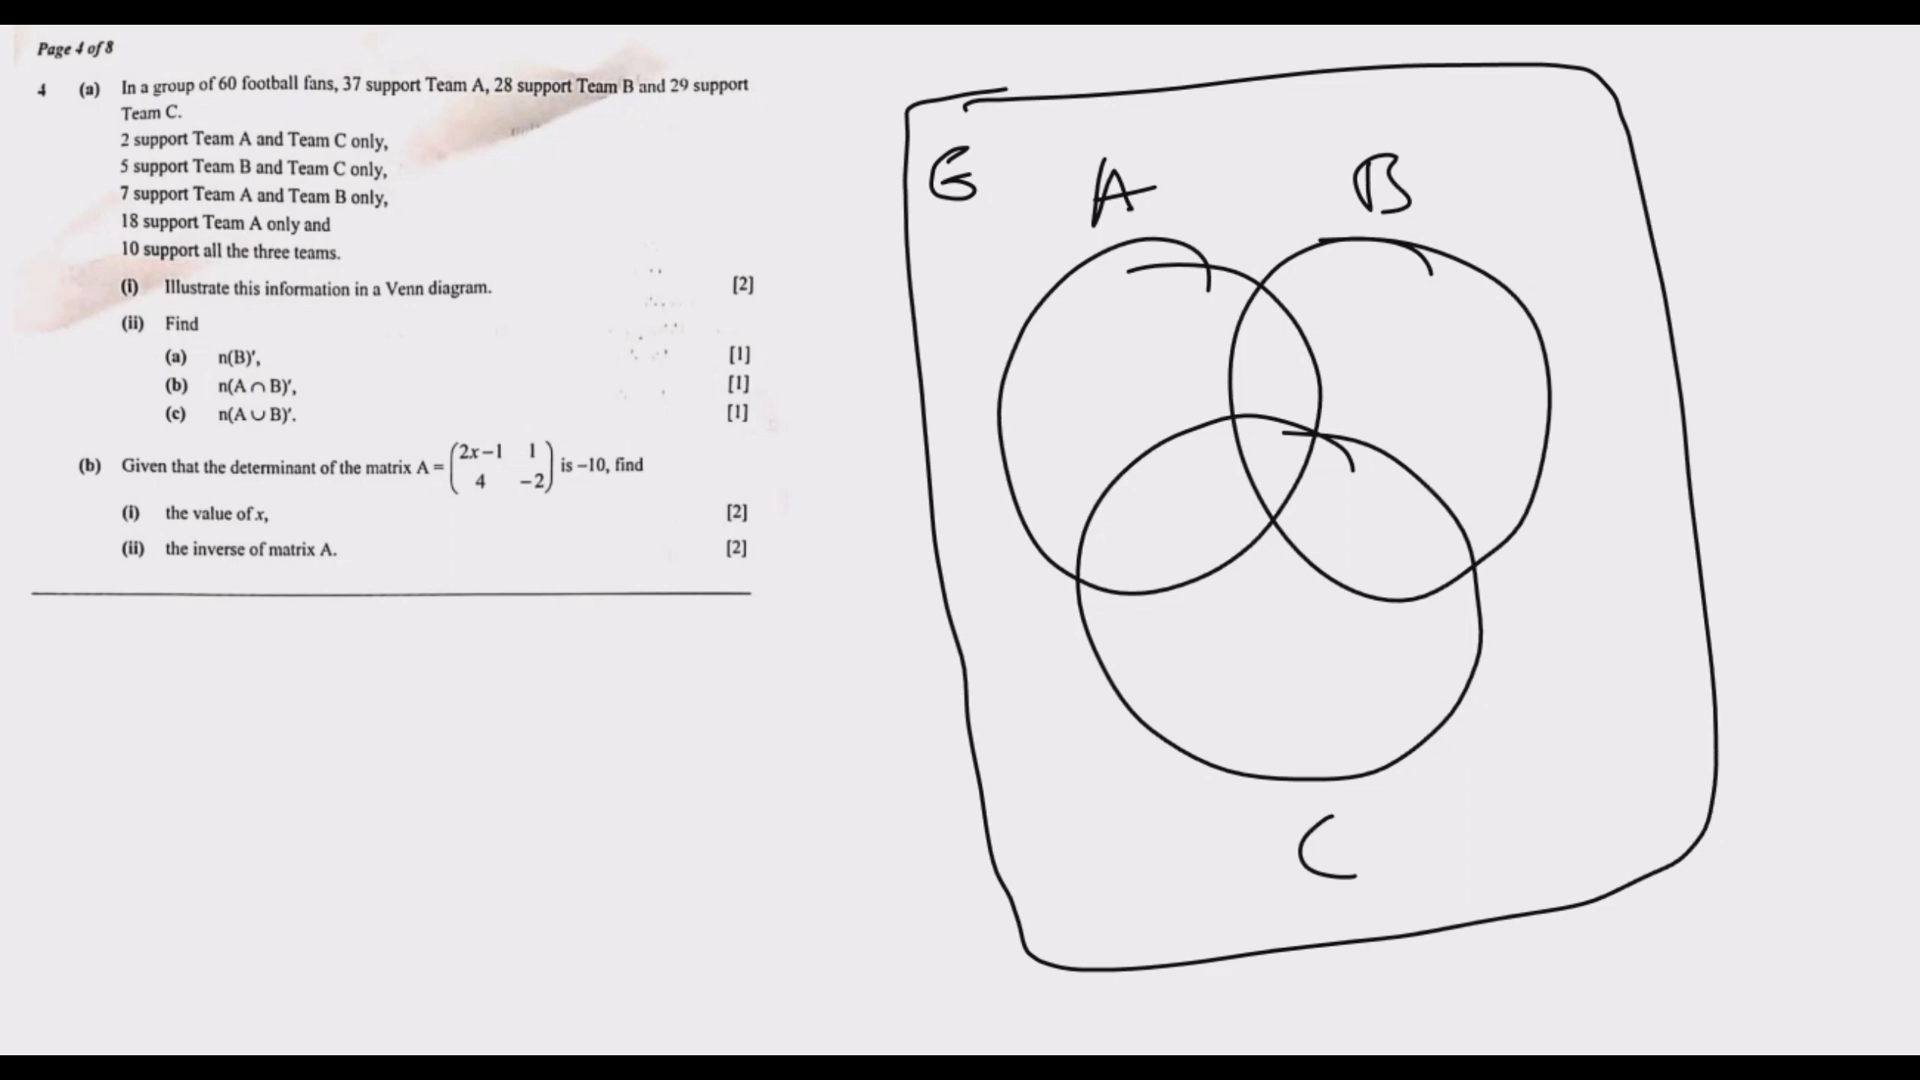 Page 4 of 8
4 (a) In a group of 60 football fans, 37 support Team A, 28 support Team B and 29 support
Team C.
2 support Team A and Team C only,
5 support Team B and Team C only,
7 support Team A and Team B only,
18 support Team A only and
10 support all the three teams.
(i) Illustrate this information in a Venn diagram. [2]
(ii) Find
(a) n(B)′, [1]
(b) n(A ∩ B)′, [1]
(c) n(A ∪ B)′. [1]
(b) Given that the determinant of the matrix A = (2x−1 1
4 −2) is −10, find
(i) the value of x, [2]
(ii) the inverse of matrix A. [2]
E A B
C